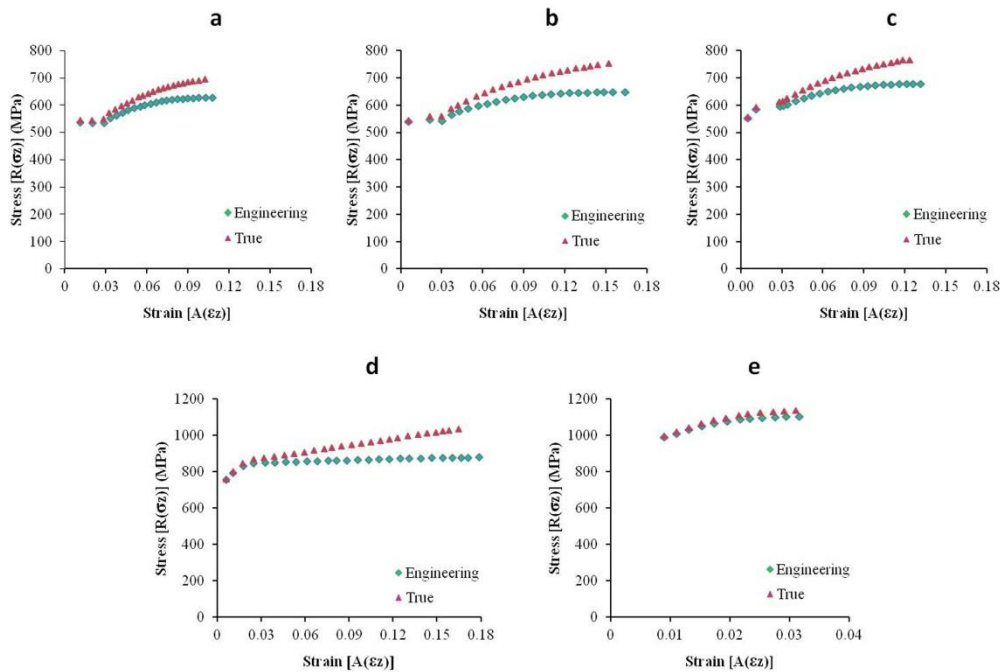 a
800
700
600
500
400
300
200
100
0
Stress [R(σz)] (MPa)
Engineering
True
0 0.03 0.06 0.09 0.12 0.15 0.18
Strain [A(εz)]
b
800
700
600
500
400
300
200
100
0
Stress [R(σz)] (MPa)
Engineering
True
0 0.03 0.06 0.09 0.12 0.15 0.18
Strain [A(εz)]
c
800
700
600
500
400
300
200
100
0
Stress [R(σz)] (MPa)
Engineering
True
0.00 0.03 0.06 0.09 0.12 0.15 0.18
Strain [A(εz)]
d
1200
1000
800
600
400
200
0
Stress [R(σz)] (MPa)
Engineering
True
0 0.03 0.06 0.09 0.12 0.15 0.18
Strain [A(εz)]
e
1200
1000
800
600
400
200
0
Stress [R(σz)] (MPa)
Engineering
True
0 0.01 0.02 0.03 0.04
Strain [A(εz)]